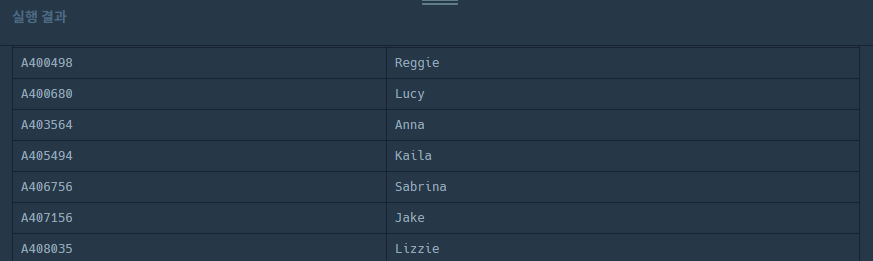 실행 결과
A400498 Reggie
A400680 Lucy
A403564 Anna
A405494 Kaila
A406756 Sabrina
A407156 Jake
A408035 Lizzie